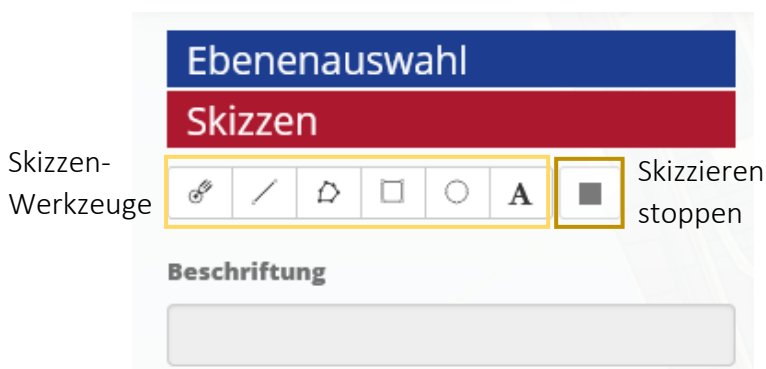 Ebenenauswahl
Skizzen
Skizzen-
Werkzeuge
A
Skizzieren
stoppen
Beschriftung